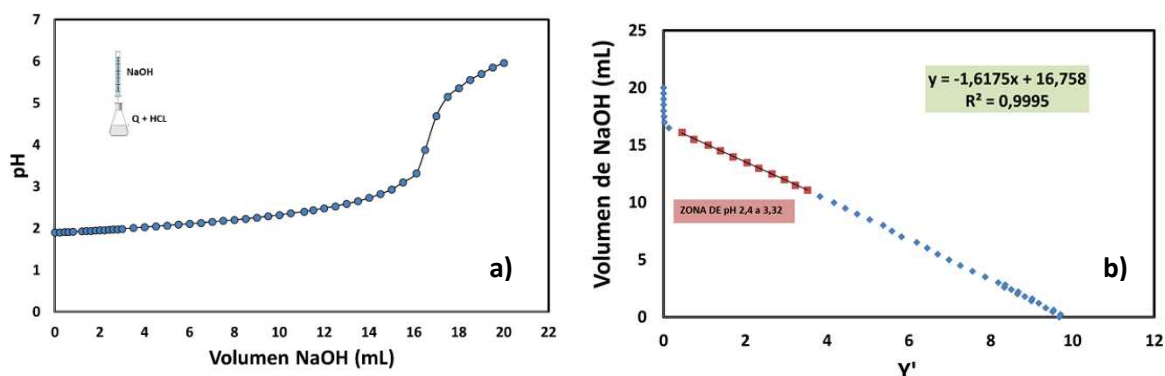 7
6
5
4
3
2
1
0
pH
NaOH
Q + HCL
a)
0 2 4 6 8 10 12 14 16 18 20 22
Volumen NaOH (mL)
25
20
15
10
5
0
Volumen de NaOH (mL)
y = -1,6175x + 16,758
R² = 0,9995
ZONA DE pH 2,4 a 3,32
b)
0 2 4 6 8 10 12
Y'